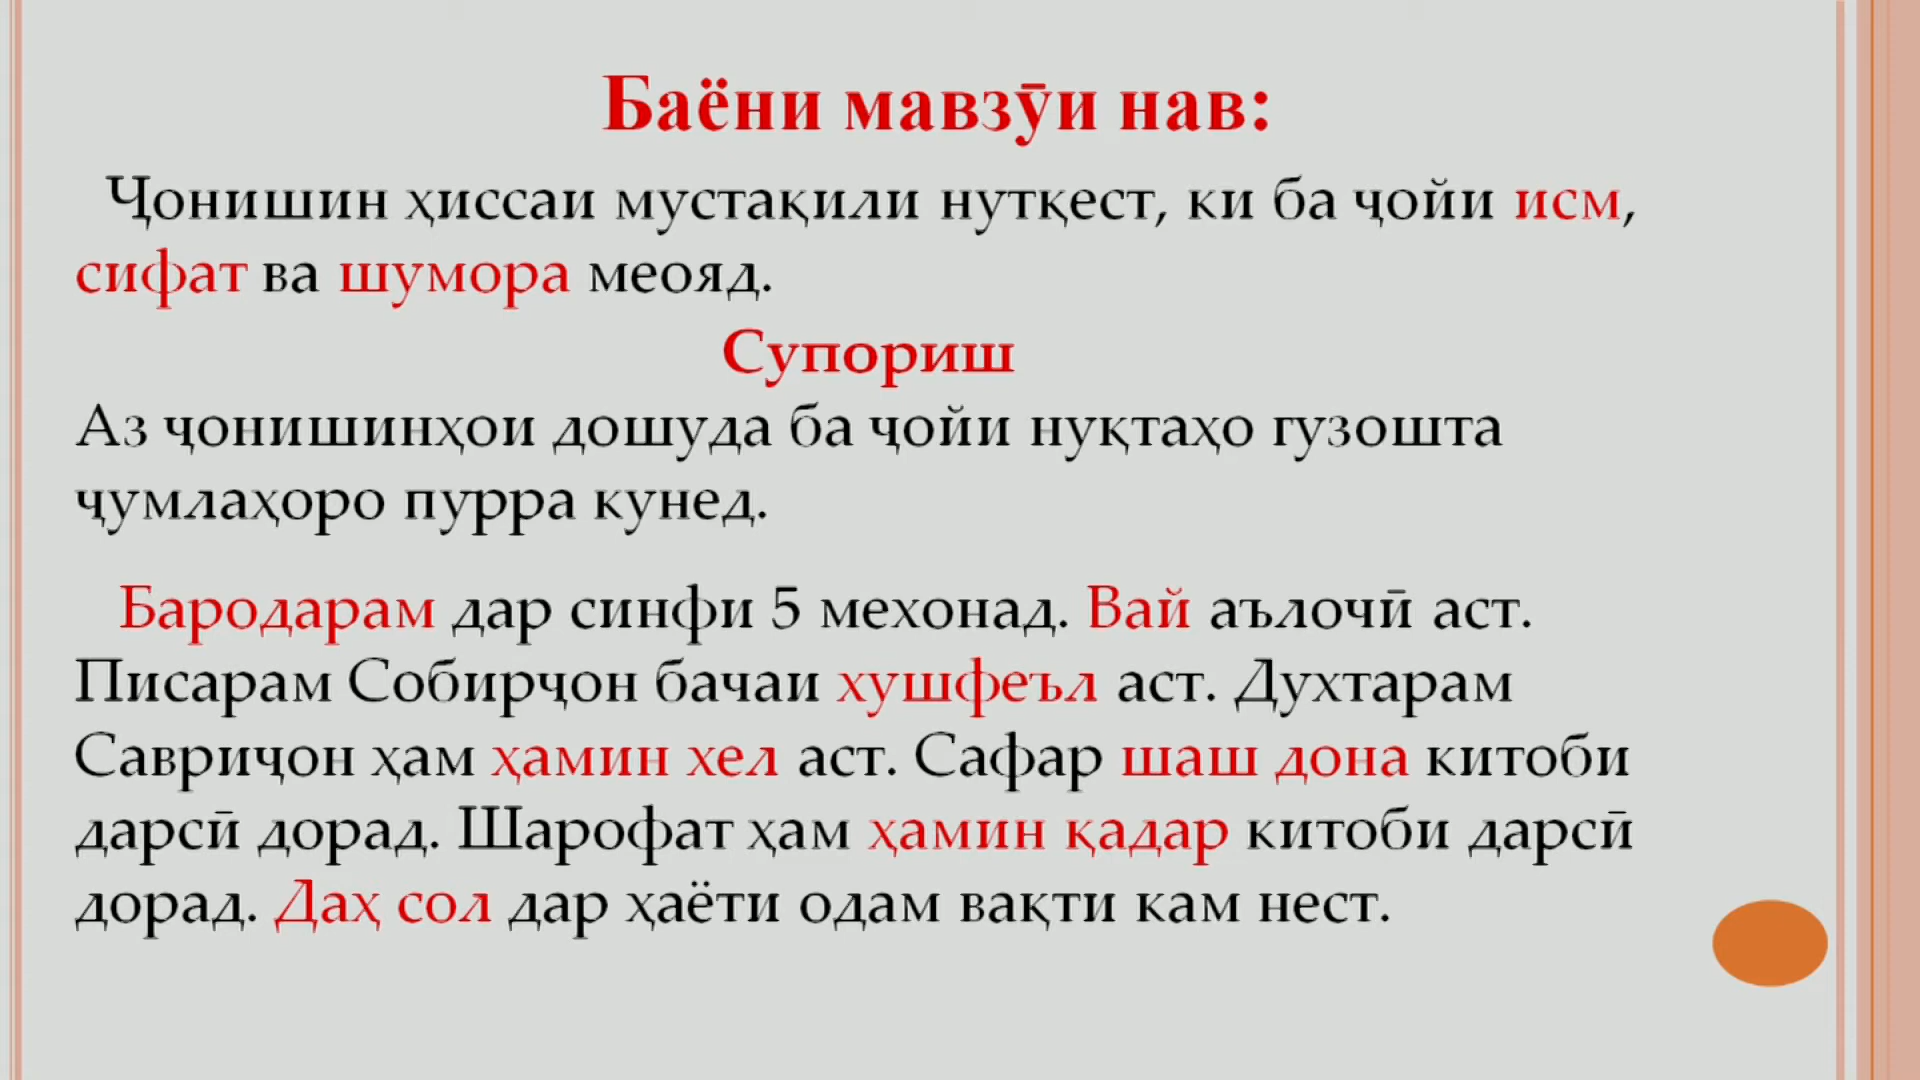 Баёни мавзӯи нав:
Ҷонишин ҳиссаи мустақили нутқест, ки ба ҷойи исм,
сифат ва шумора меояд.
Супориш
Аз ҷонишинҳои дошуда ба ҷойи нуқтаҳо гузошта
ҷумлаҳоро пурра кунед.
Бародарам дар синфи 5 мехонад. Вай аълочӣ аст.
Писарам Собирҷон бачаи хушфеъл аст. Духтарам
Савриҷон ҳам ҳамин хел аст. Сафар шаш дона китоби
дарсӣ дорад. Шарофат ҳам ҳамин қадар китоби дарсӣ
дорад. Даҳ сол дар ҳаёти одам вақти кам нест.